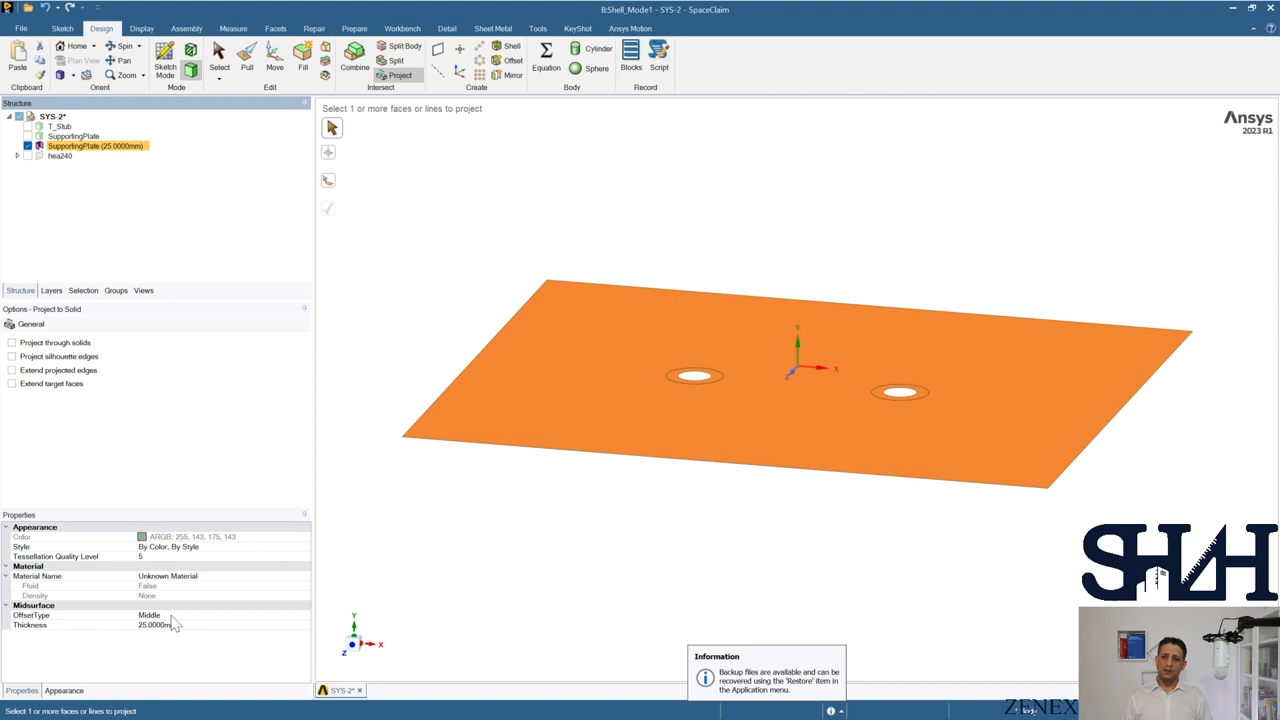 B:Shell_Mode1 - SYS-2 - SpaceClaim
File Sketch Design Display Assembly Measure Facets Repair Prepare Workbench Detail Sheet Metal Tools KeyShot Ansys Motion
Paste
Home
Plan View
Spin
Pan
Zoom
Sketch Mode
Select
Pull
Move
Fill
Combine
Split Body
Split
Project
Shell
Offset
Mirror
Equation
Cylinder
Sphere
Blocks
Script
Clipboard Orient Mode Edit Intersect Create Body Record
Structure
SYS-2*
T_Stub
SupportingPlate
SupportingPlate (25.0000mm)
hea240
Structure Layers Selection Groups Views
Options - Project to Solid
General
Project through solids
Project silhouette edges
Extend projected edges
Extend target faces
Properties
Appearance
Color ARGB: 255, 143, 175, 143
Style By Color, By Style
Tessellation Quality Level 5
Material
Material Name Unknown Material
Fluid False
Density None
Midsurface
OffsetType Middle
Thickness 25.0000m
Properties Appearance
Select 1 or more faces or lines to project
Select 1 or more faces or lines to project
Ansys
2023 R1
Y
X
Z
Y
X
Z
SYS-2*
Information
Backup files are available and can be
recovered using the 'Restore' item in
the Application menu.
ZENEX